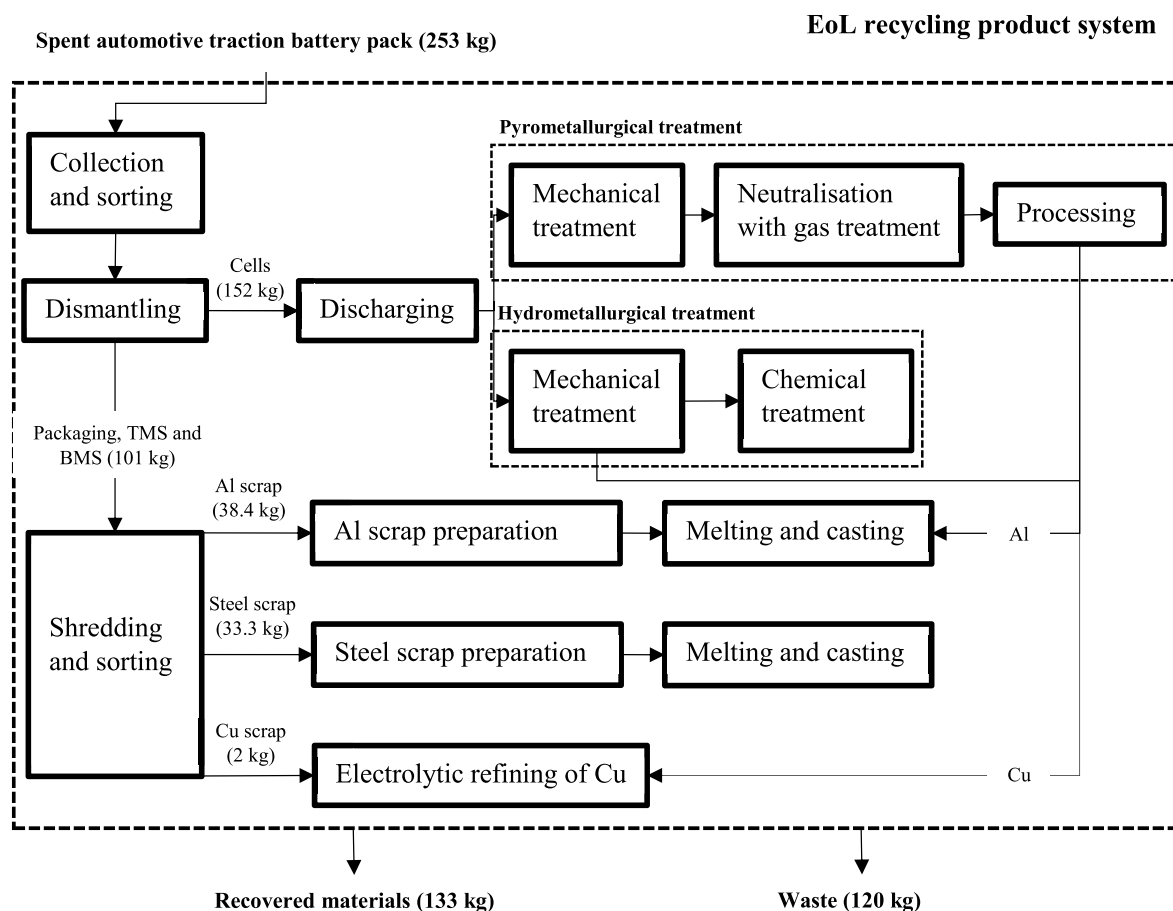 EoL recycling product system
Spent automotive traction battery pack (253 kg)
Pyrometallurgical treatment
Collection
and sorting
Mechanical
treatment
Neutralisation
with gas treatment
Processing
Dismantling
Cells
(152 kg)
Discharging
Hydrometallurgical treatment
Mechanical
treatment
Chemical
treatment
Packaging, TMS and
BMS (101 kg)
Al scrap
(38.4 kg)
Al scrap preparation
Melting and casting
Al
Shredding
and sorting
Steel scrap
(33.3 kg)
Steel scrap preparation
Melting and casting
Cu scrap
(2 kg)
Electrolytic refining of Cu
Cu
Recovered materials (133 kg)
Waste (120 kg)